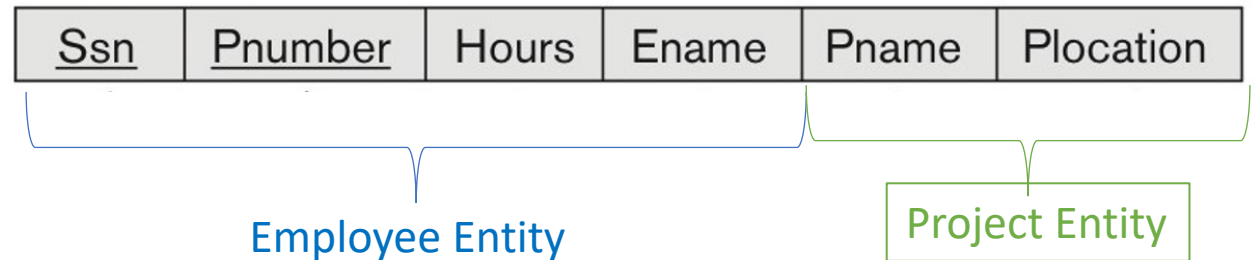 Ssn Pnumber Hours Ename Pname Plocation
Employee Entity
Project Entity